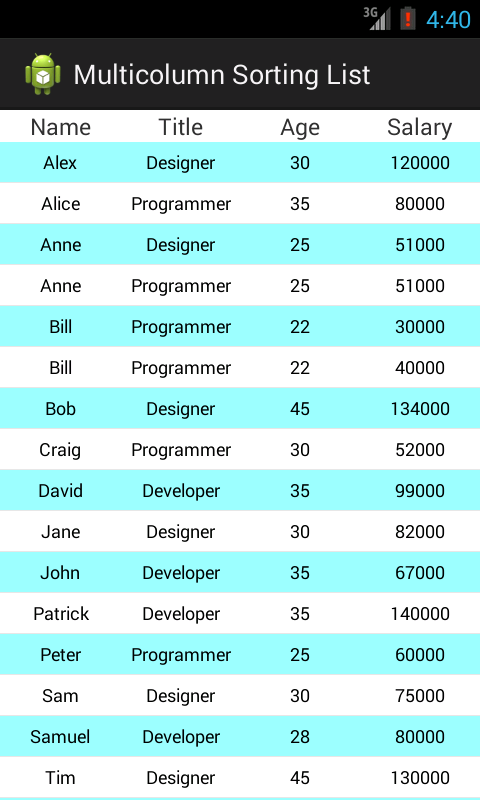 3G 4:40
Multicolumn Sorting List
Name Title Age Salary
Alex Designer 30 120000
Alice Programmer 35 80000
Anne Designer 25 51000
Anne Programmer 25 51000
Bill Programmer 22 30000
Bill Programmer 22 40000
Bob Designer 45 134000
Craig Programmer 30 52000
David Developer 35 99000
Jane Designer 30 82000
John Developer 35 67000
Patrick Developer 35 140000
Peter Programmer 25 60000
Sam Designer 30 75000
Samuel Developer 28 80000
Tim Designer 45 130000